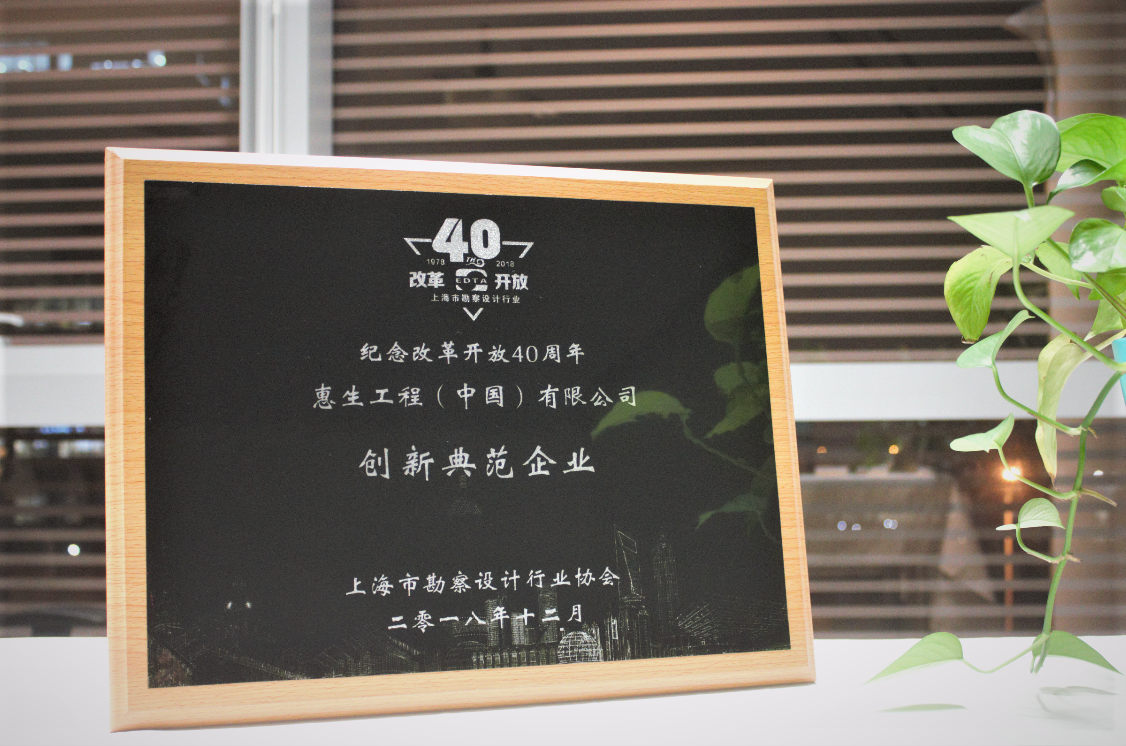 40
1978 TH 2018
改革 EDTA 开放
上海市勘察设计行业
纪念改革开放40周年
惠生工程（中国）有限公司
创新典范企业
上海市勘察设计行业协会
二零一八年十二月